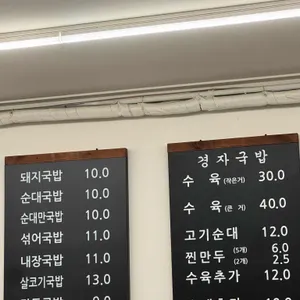 돼지국밥 10.0
순대국밥 10.0
순대만국밥 10.0
섞어국밥 11.0
내장국밥 11.0
살코기국밥 13.0
경자국밥
수 육 (작은거) 30.0
수 육 (큰 거) 40.0
고기순대 12.0
찐만두 (5개) 6.0
(2개) 2.5
수육추가 12.0